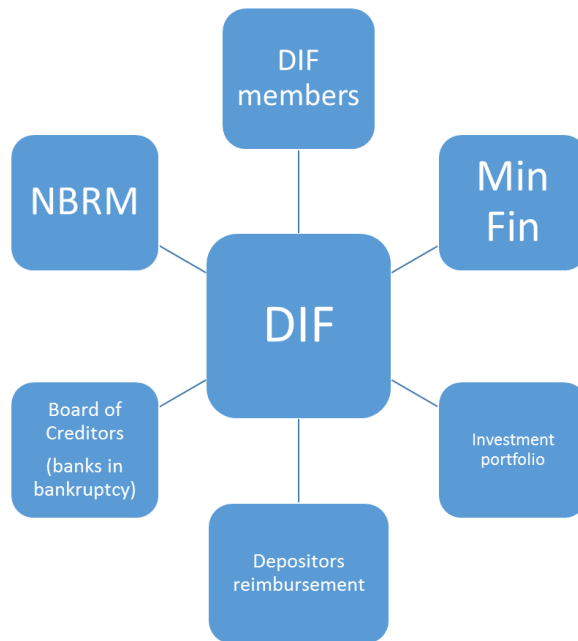 DIF
members
NBRM
Min
Fin
DIF
Board of
Creditors
(banks in
bankruptcy)
Investment
portfolio
Depositors
reimbursement